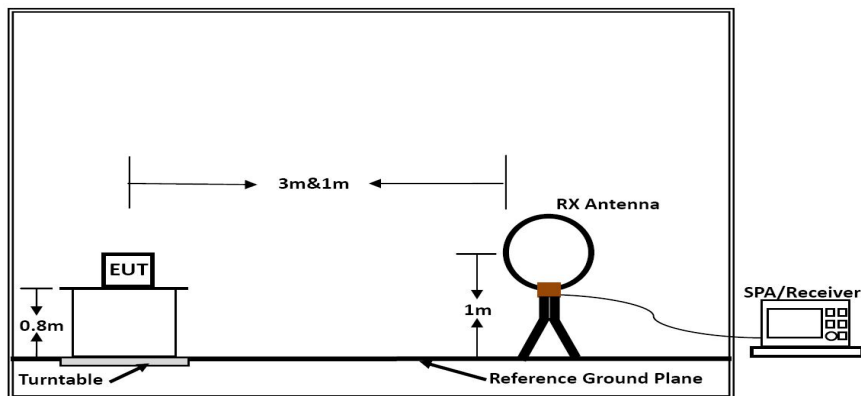 3m&1m
RX Antenna
EUT
SPA/Receiver
0.8m
1m
Turntable
Reference Ground Plane